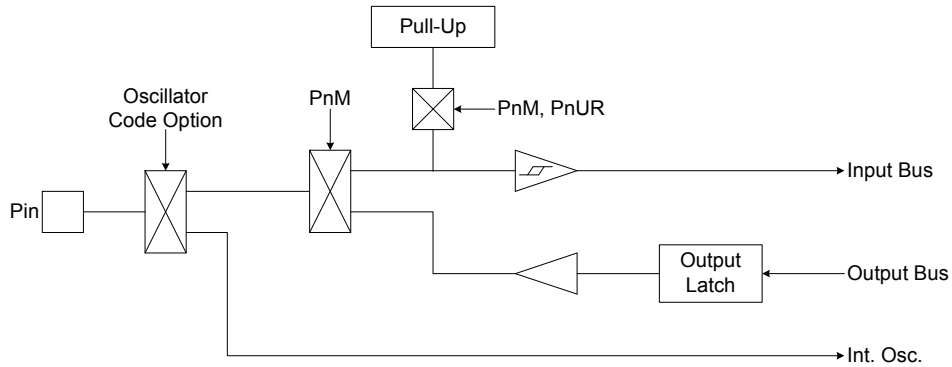 Pull-Up
Oscillator
Code Option
PnM
PnM, PnUR
Pin
Input Bus
Output
Latch
Output Bus
Int. Osc.